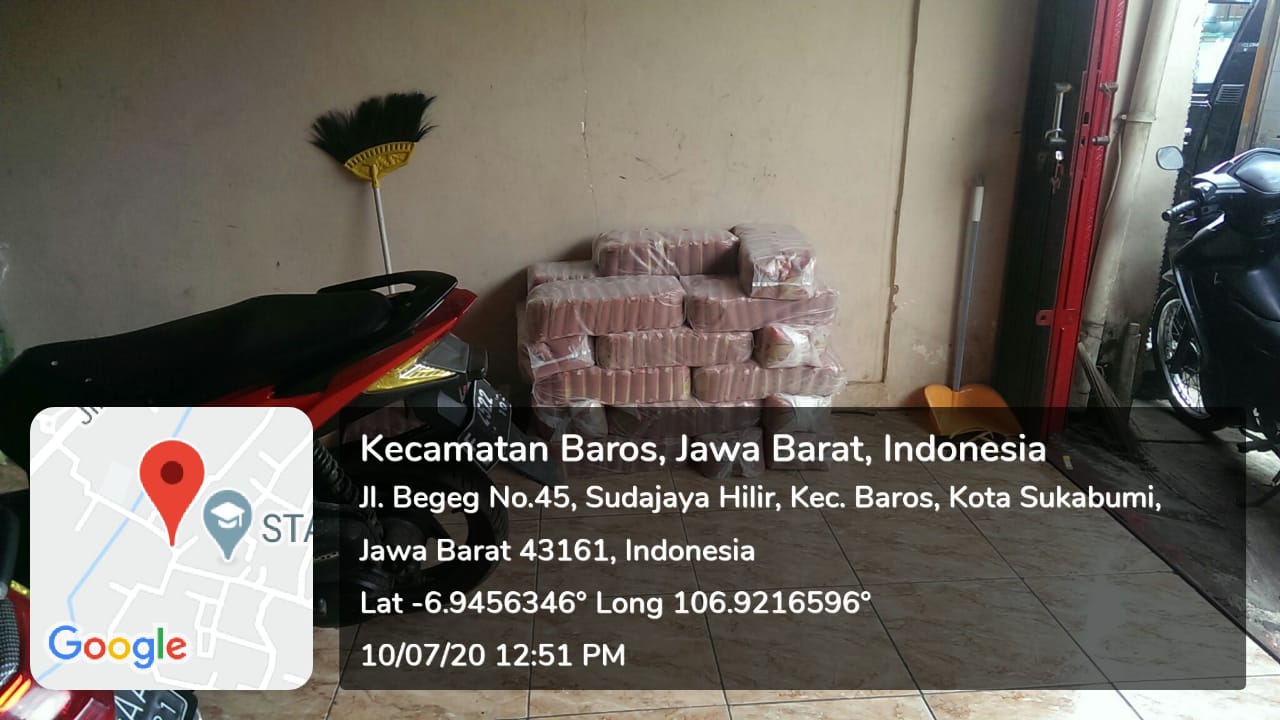 Kecamatan Baros, Jawa Barat, Indonesia
Jl. Begeg No.45, Sudajaya Hilir, Kec. Baros, Kota Sukabumi,
Jawa Barat 43161, Indonesia
Lat -6.9456346° Long 106.9216596°
10/07/20 12:51 PM
STA
Google